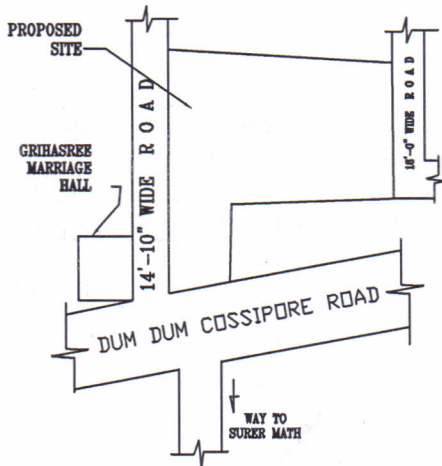 PROPOSED
SITE
14'-10" WIDE ROAD
16'-0" WIDE ROAD
GRIHASREE
MARRIAGE
HALL
DUM DUM COSSIPORE ROAD
WAY TO
SURER MATH